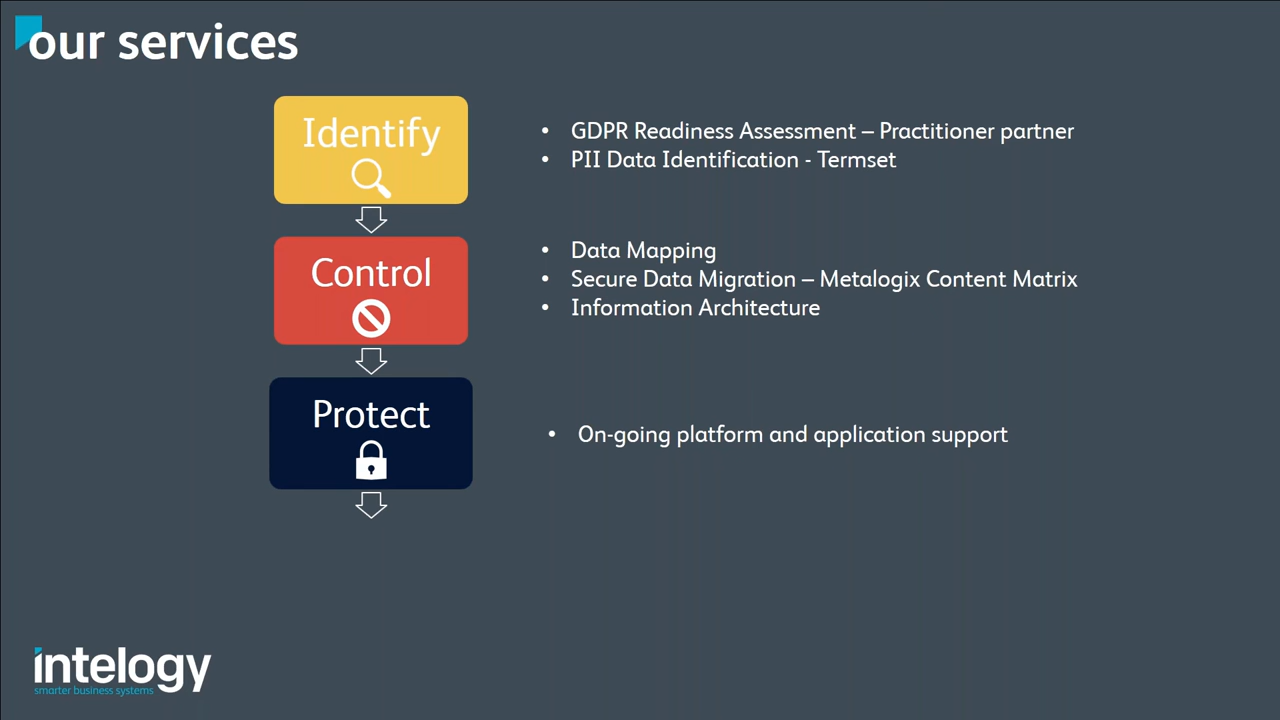 our services
Identify
• GDPR Readiness Assessment – Practitioner partner
• PII Data Identification - Termset
Control
• Data Mapping
• Secure Data Migration – Metalogix Content Matrix
• Information Architecture
Protect
• On-going platform and application support
intelogy
smarter business systems